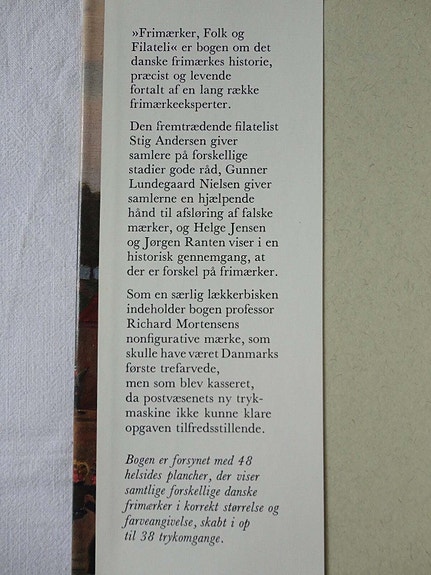 »Frimærker, Folk og
Filateli« er bogen om det
danske frimærkes historie,
præcist og levende
fortalt af en lang række
frimærkeeksperter.
Den fremtrædende filatelist
Stig Andersen giver
samlere på forskellige
stadier gode råd, Gunner
Lundegaard Nielsen giver
samlerne en hjælpende
hånd til afsløring af falske
mærker, og Helge Jensen
og Jørgen Ranten viser i en
historisk gennemgang, at
der er forskel på frimærker.
Som en særlig lækkerbisken
indeholder bogen professor
Richard Mortensens
nonfigurative mærke, som
skulle have været Danmarks
første trefarvede,
men som blev kasseret,
da postvæsenets ny tryk-
maskine ikke kunne klare
opgaven tilfredsstillende.
Bogen er forsynet med 48
helsides plancher, der viser
samtlige forskellige danske
frimærker i korrekt størrelse og
farveangivelse, skabt i op
til 38 trykomgange.